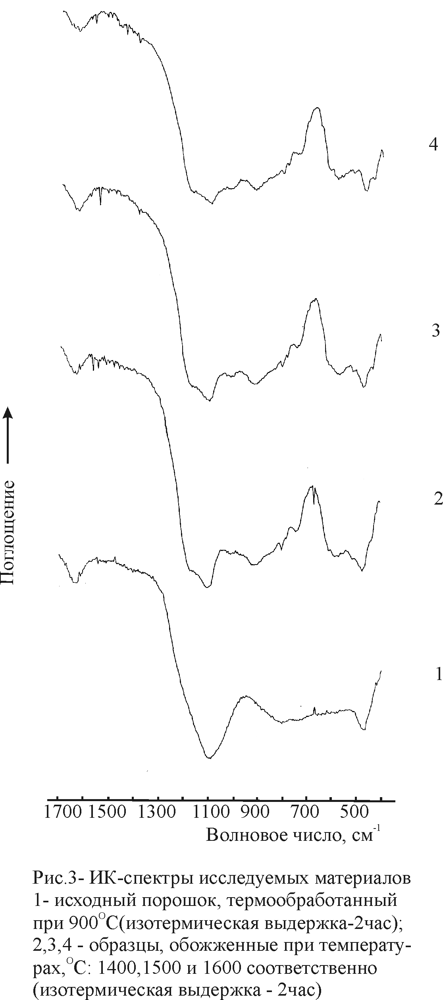 4
3
2
1
Поглощение
1700 1500 1300 1100 900 700 500
Волновое число, см⁻¹
Рис.3- ИК-спектры исследуемых материалов
1- исходный порошок, термообработанный
при 900°С(изотермическая выдержка-2час);
2,3,4 - образцы, обожженные при температу-
рах,°С: 1400,1500 и 1600 соответственно
(изотермическая выдержка - 2час)